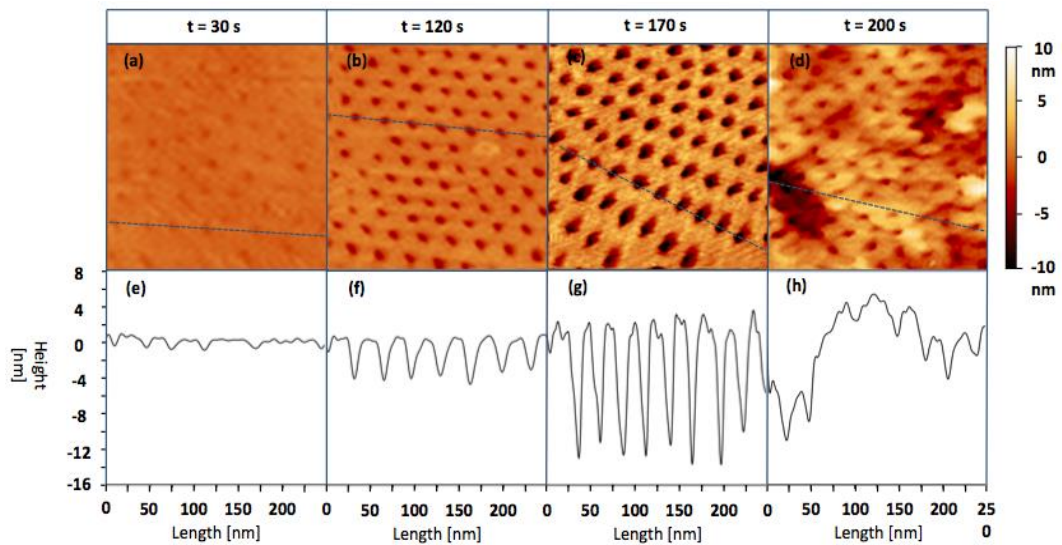 t = 30 s
t = 120 s
t = 170 s
t = 200 s
(a)
(b)
(c)
(d)
10
nm
5
0
-5
-10
nm
(e)
(f)
(g)
(h)
8
4
0
-4
-8
-12
-16
Height
[nm]
0 50 100 150 200
0 50 100 150 200
0 50 100 150 200
0 50 100 150 200 25
0
Length [nm]
Length [nm]
Length [nm]
Length [nm]